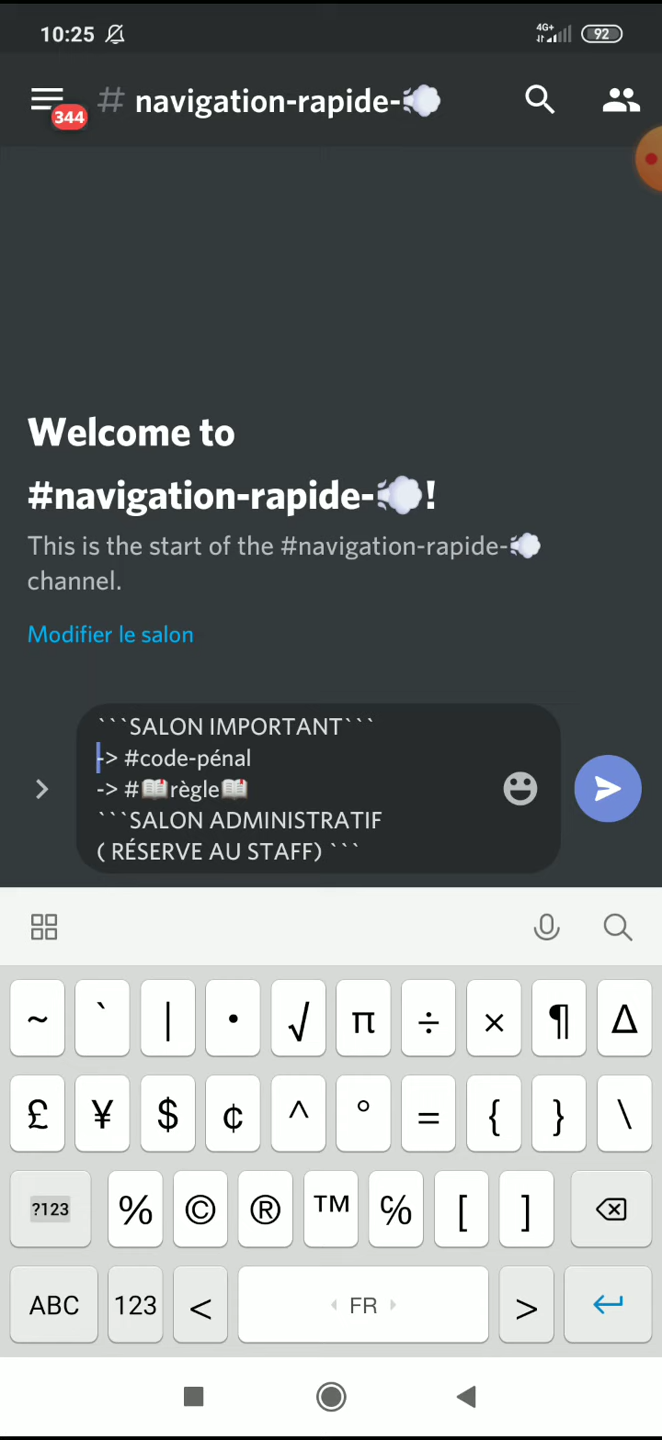 10:25 4G+ 92
344 # navigation-rapide-💨
Welcome to
#navigation-rapide-💨!
This is the start of the #navigation-rapide-💨
channel.
Modifier le salon
```SALON IMPORTANT```
-> #code-pénal
-> #📖règle📖
```SALON ADMINISTRATIF
( RÉSERVE AU STAFF) ```
~ ` | • √ π ÷ × ¶ Δ
£ ¥ $ ¢ ^ ° = { } \
?123 % © ® ™ ℅ [ ]
ABC 123 < FR >